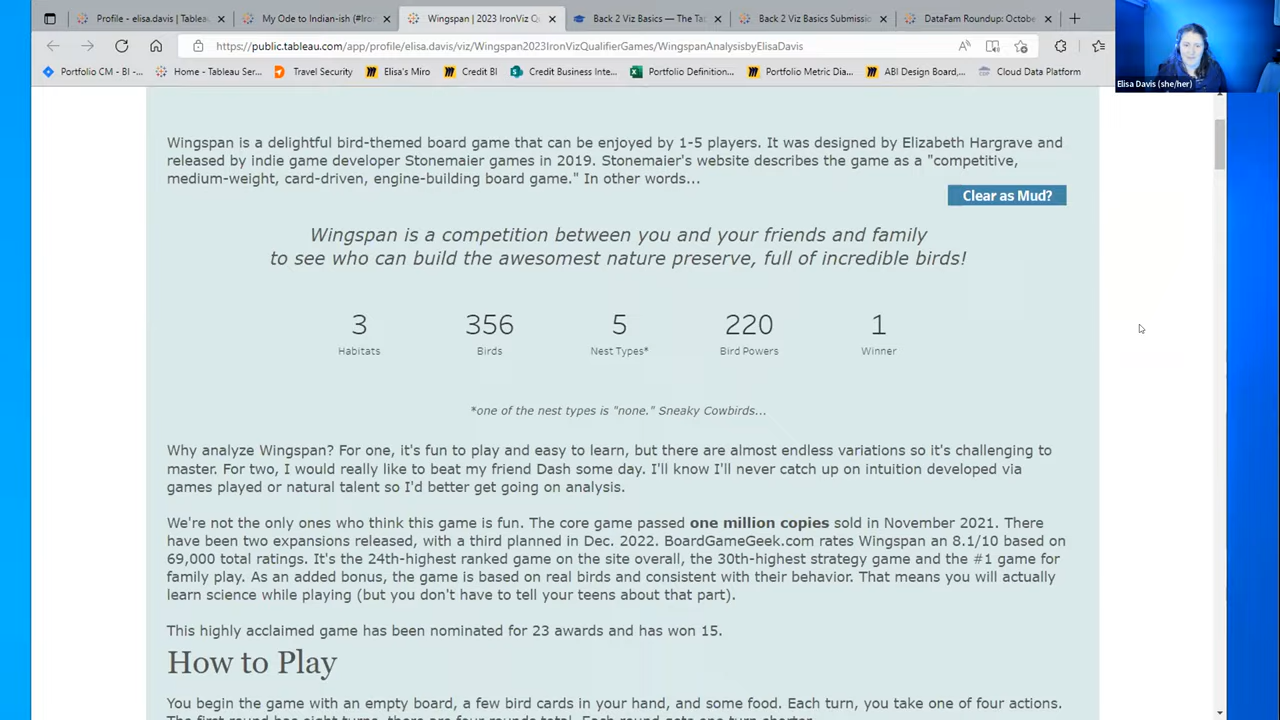 Profile - elisa.davis | Tablea
My Ode to Indian-ish (#Iron
Wingspan | 2023 IronViz Qu
Back 2 Viz Basics — The Ta
Back 2 Viz Basics Submissio
DataFam Roundup: Octobe
https://public.tableau.com/app/profile/elisa.davis/viz/Wingspan2023IronVizQualifierGames/WingspanAnalysisbyElisaDavis
Portfolio CM - BI -...
Home - Tableau Ser...
Travel Security
Elisa's Miro
Credit BI
Credit Business Inte...
Portfolio Definition...
Portfolio Metric Dia...
ABI Design Board,...
Cloud Data Platform
Elisa Davis (she/her)
Wingspan is a delightful bird-themed board game that can be enjoyed by 1-5 players. It was designed by Elizabeth Hargrave and
released by indie game developer Stonemaier games in 2019. Stonemaier's website describes the game as a "competitive,
medium-weight, card-driven, engine-building board game." In other words...
Clear as Mud?
Wingspan is a competition between you and your friends and family
to see who can build the awesomest nature preserve, full of incredible birds!
3 356 5 220 1
Habitats Birds Nest Types* Bird Powers Winner
*one of the nest types is "none." Sneaky Cowbirds...
Why analyze Wingspan? For one, it's fun to play and easy to learn, but there are almost endless variations so it's challenging to
master. For two, I would really like to beat my friend Dash some day. I'll know I'll never catch up on intuition developed via
games played or natural talent so I'd better get going on analysis.
We're not the only ones who think this game is fun. The core game passed one million copies sold in November 2021. There
have been two expansions released, with a third planned in Dec. 2022. BoardGameGeek.com rates Wingspan an 8.1/10 based on
69,000 total ratings. It's the 24th-highest ranked game on the site overall, the 30th-highest strategy game and the #1 game for
family play. As an added bonus, the game is based on real birds and consistent with their behavior. That means you will actually
learn science while playing (but you don't have to tell your teens about that part).
This highly acclaimed game has been nominated for 23 awards and has won 15.
How to Play
You begin the game with an empty board, a few bird cards in your hand, and some food. Each turn, you take one of four actions.
The first round has eight turns, there are four rounds total. Each round gets one turn shorter.